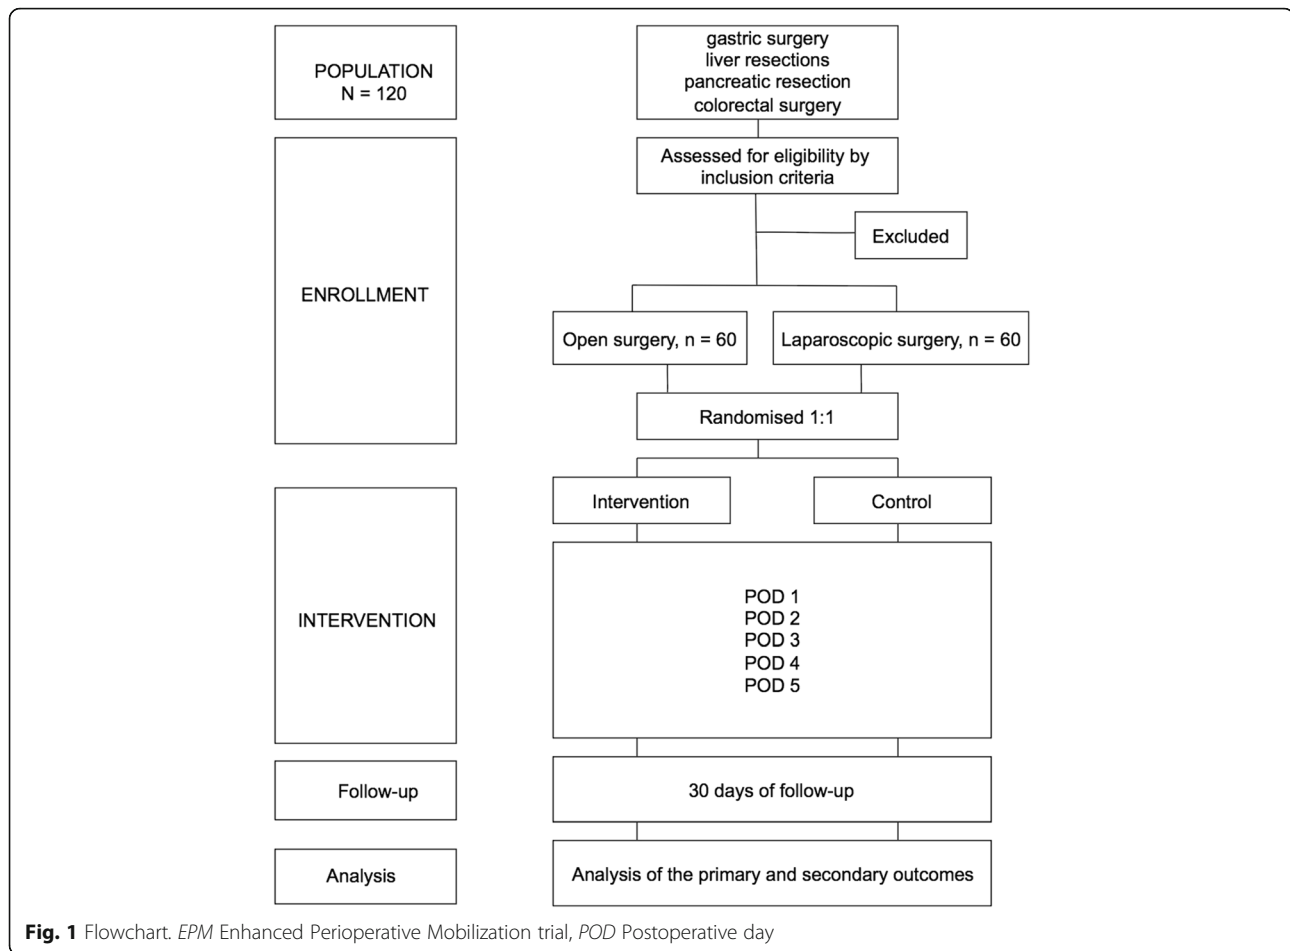 POPULATION
N = 120
gastric surgery
liver resections
pancreatic resection
colorectal surgery
ENROLLMENT
Assessed for eligibility by
inclusion criteria
Excluded
Open surgery, n = 60
Laparoscopic surgery, n = 60
Randomised 1:1
INTERVENTION
Intervention
Control
POD 1
POD 2
POD 3
POD 4
POD 5
Follow-up
30 days of follow-up
Analysis
Analysis of the primary and secondary outcomes
Fig. 1 Flowchart. EPM Enhanced Perioperative Mobilization trial, POD Postoperative day